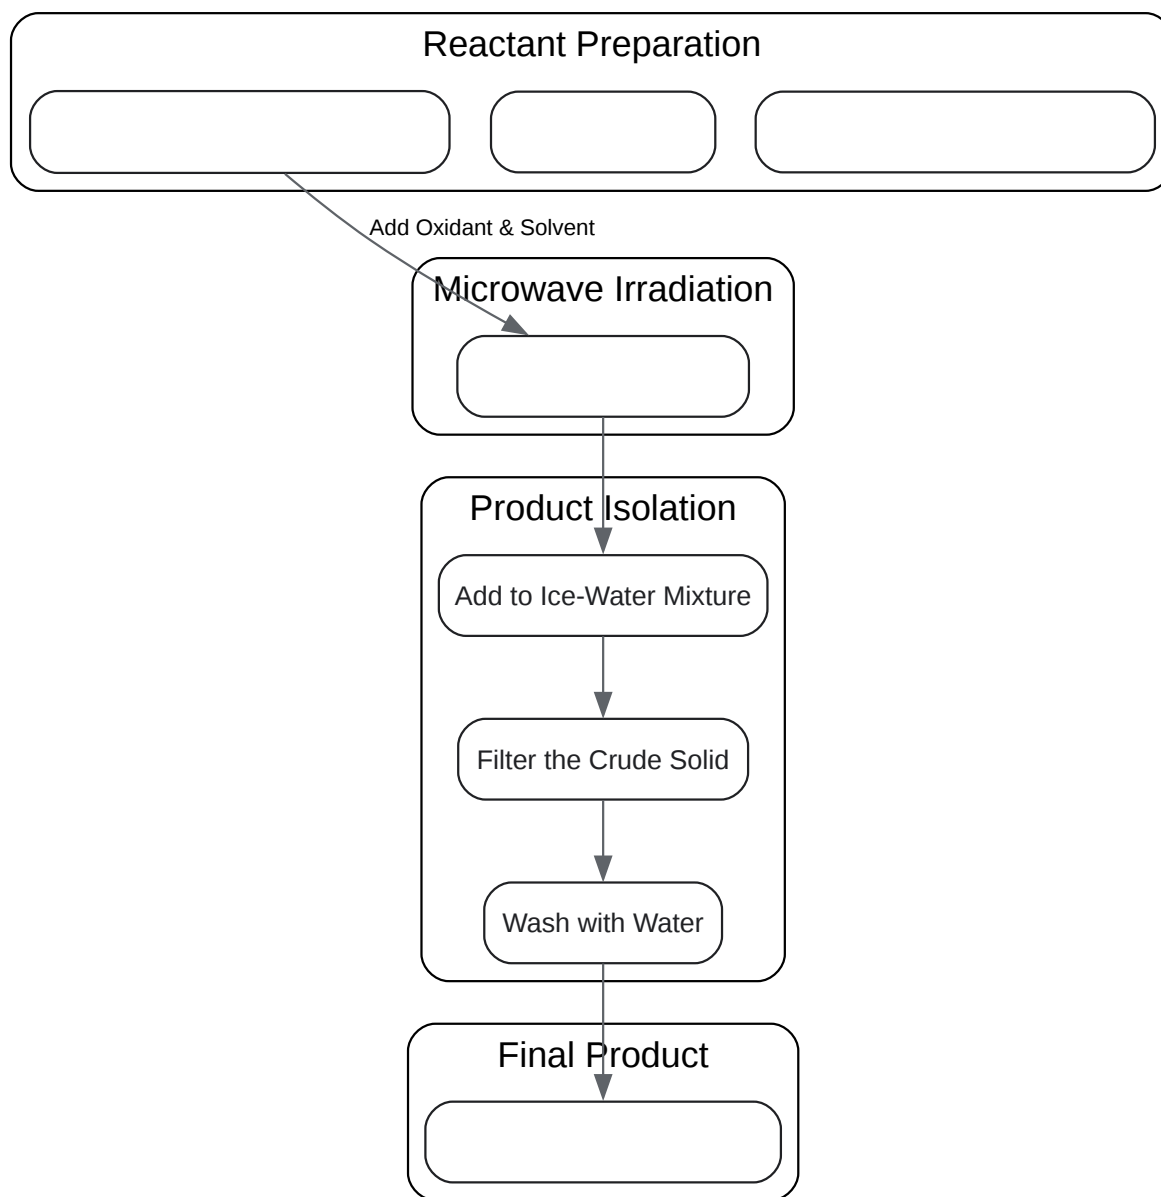 Reactant Preparation
Add Oxidant & Solvent
Microwave Irradiation
Product Isolation
Add to Ice-Water Mixture
Filter the Crude Solid
Wash with Water
Final Product